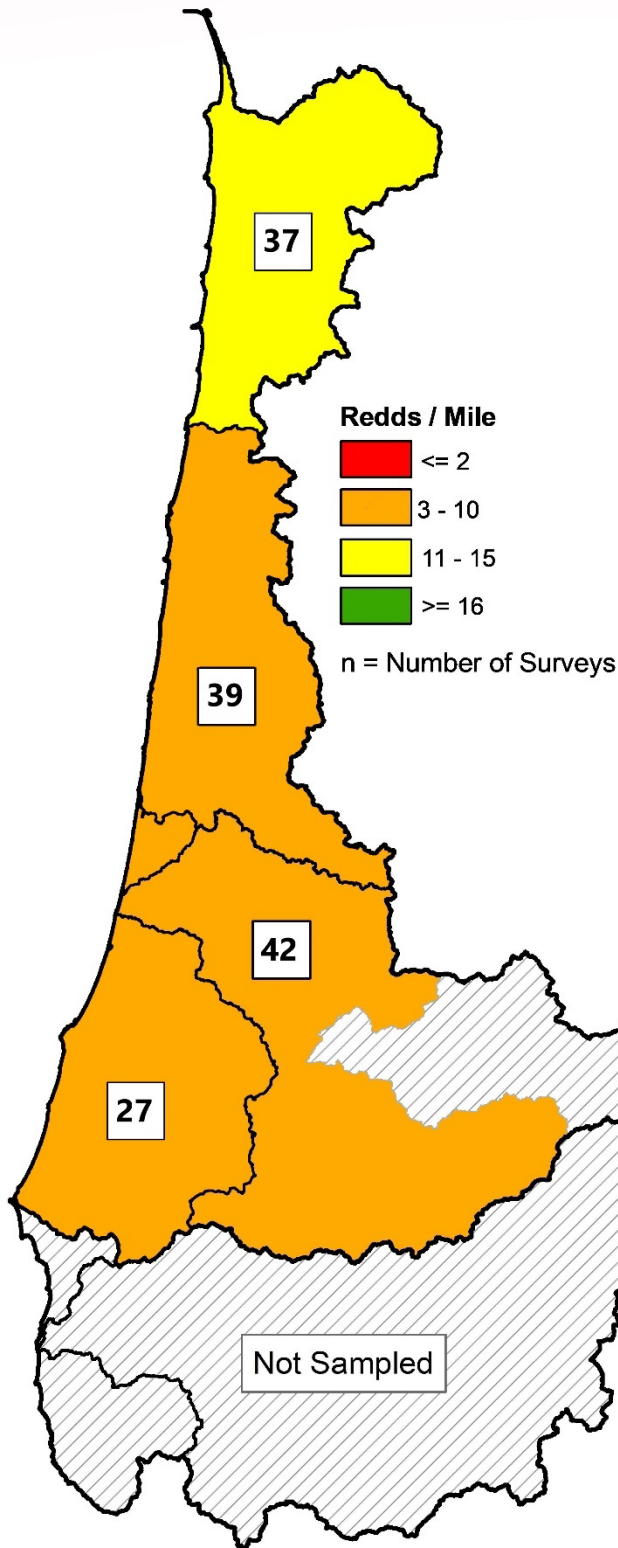 37
Redds / Mile
<= 2
3 - 10
11 - 15
>= 16
n = Number of Surveys
39
42
27
Not Sampled